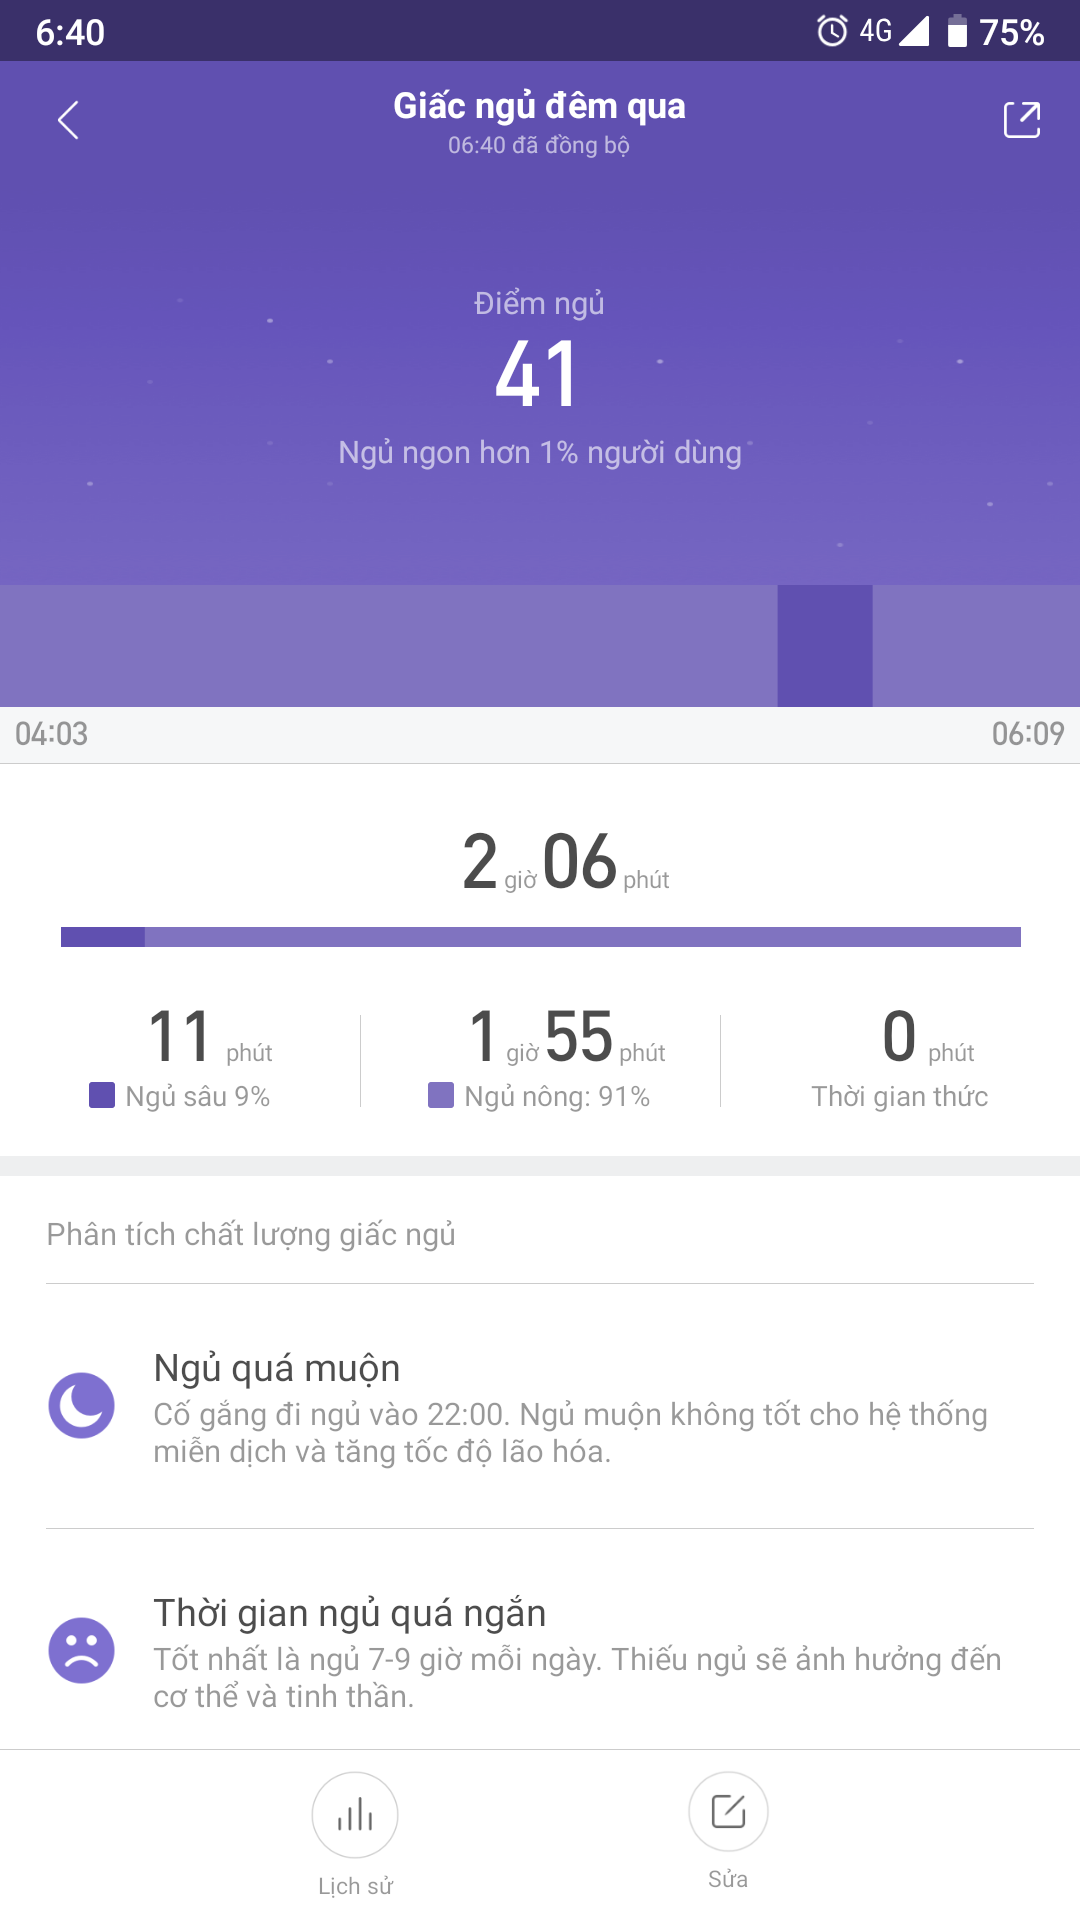 6:40
4G
75%
Giấc ngủ đêm qua
06:40 đã đồng bộ
Điểm ngủ
41
Ngủ ngon hơn 1% người dùng
04:03
06:09
2 giờ 06 phút
11 phút
Ngủ sâu 9%
1 giờ 55 phút
Ngủ nông: 91%
0 phút
Thời gian thức
Phân tích chất lượng giấc ngủ
Ngủ quá muộn
Cố gắng đi ngủ vào 22:00. Ngủ muộn không tốt cho hệ thống
miễn dịch và tăng tốc độ lão hóa.
Thời gian ngủ quá ngắn
Tốt nhất là ngủ 7-9 giờ mỗi ngày. Thiếu ngủ sẽ ảnh hưởng đến
cơ thể và tinh thần.
Lịch sử
Sửa